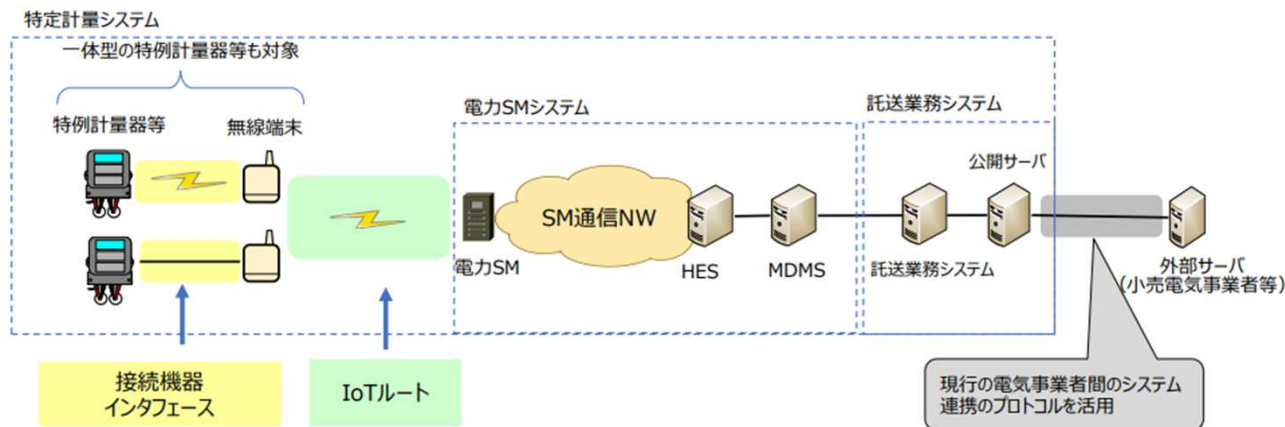 特定計量システム
一体型の特例計量器等も対象
特例計量器等
無線端末
電力SMシステム
託送業務システム
公開サーバ
SM通信NW
電力SM
HES
MDMS
託送業務システム
外部サーバ
(小売電気事業者等)
接続機器
インタフェース
IoTルート
現行の電気事業者間のシステム
連携のプロトコルを活用